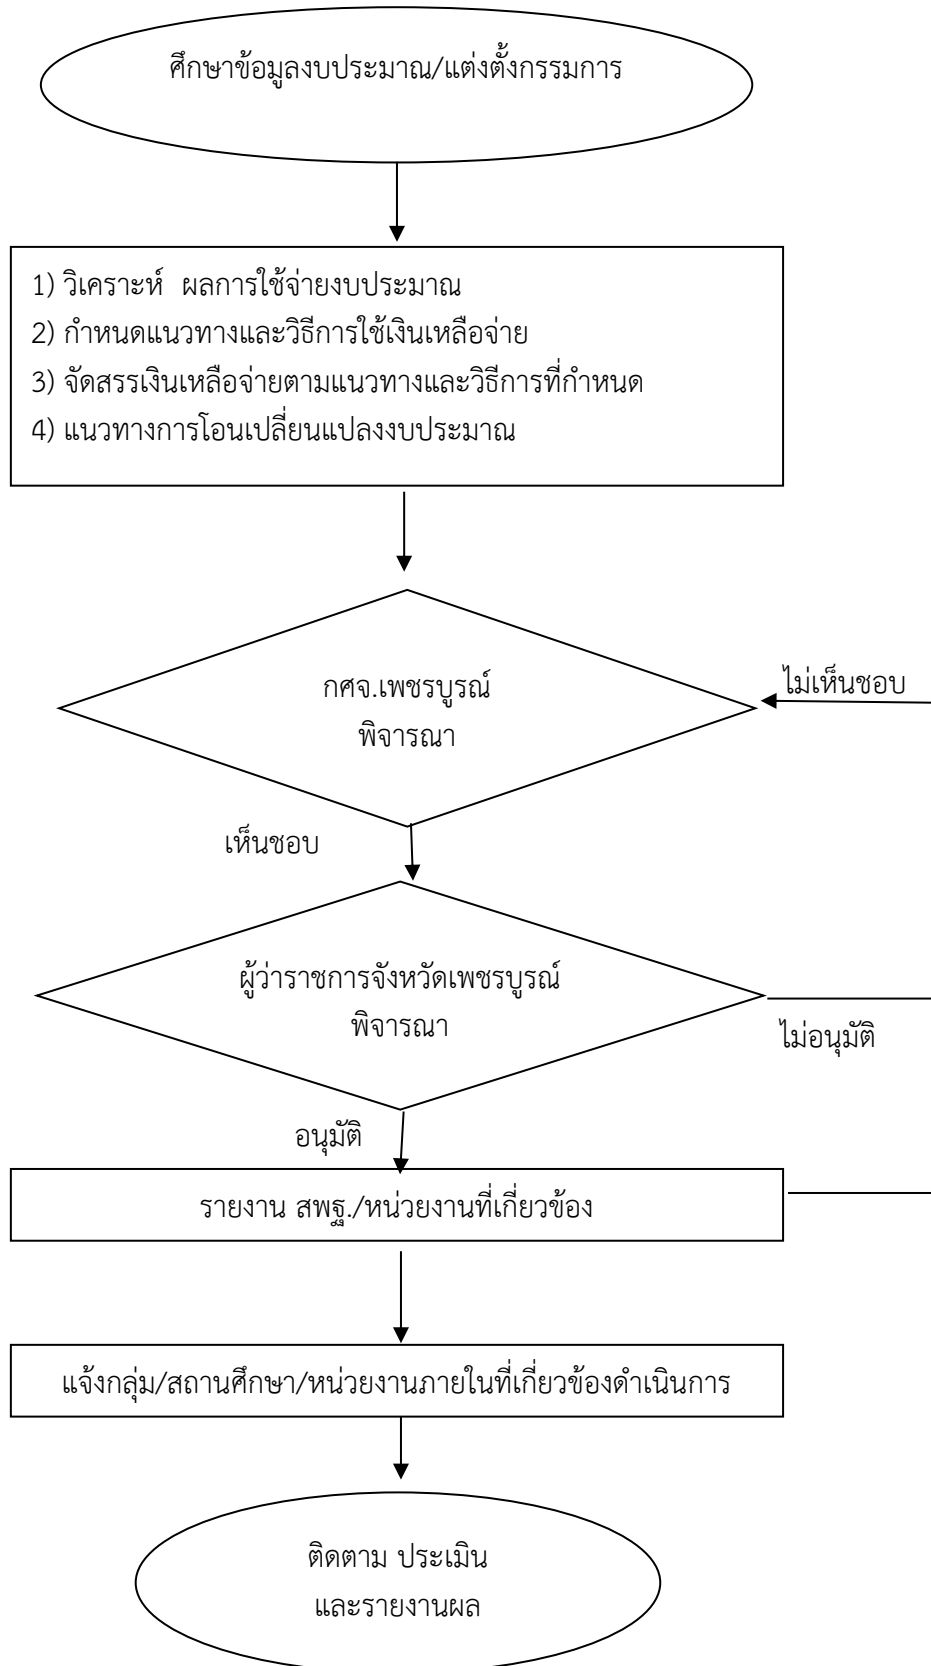 ศึกษาข้อมูลงบประมาณ/แต่งตั้งกรรมการ
1) วิเคราะห์  ผลการใช้จ่ายงบประมาณ
2) กำหนดแนวทางและวิธีการใช้เงินเหลือจ่าย
3) จัดสรรเงินเหลือจ่ายตามแนวทางและวิธีการที่กำหนด
4) แนวทางการโอนเปลี่ยนแปลงงบประมาณ
กศจ.เพชรบูรณ์
พิจารณา
ไม่เห็นชอบ
เห็นชอบ
ผู้ว่าราชการจังหวัดเพชรบูรณ์
พิจารณา
ไม่อนุมัติ
อนุมัติ
รายงาน สพฐ./หน่วยงานที่เกี่ยวข้อง
แจ้งกลุ่ม/สถานศึกษา/หน่วยงานภายในที่เกี่ยวข้องดำเนินการ
ติดตาม ประเมิน
และรายงานผล